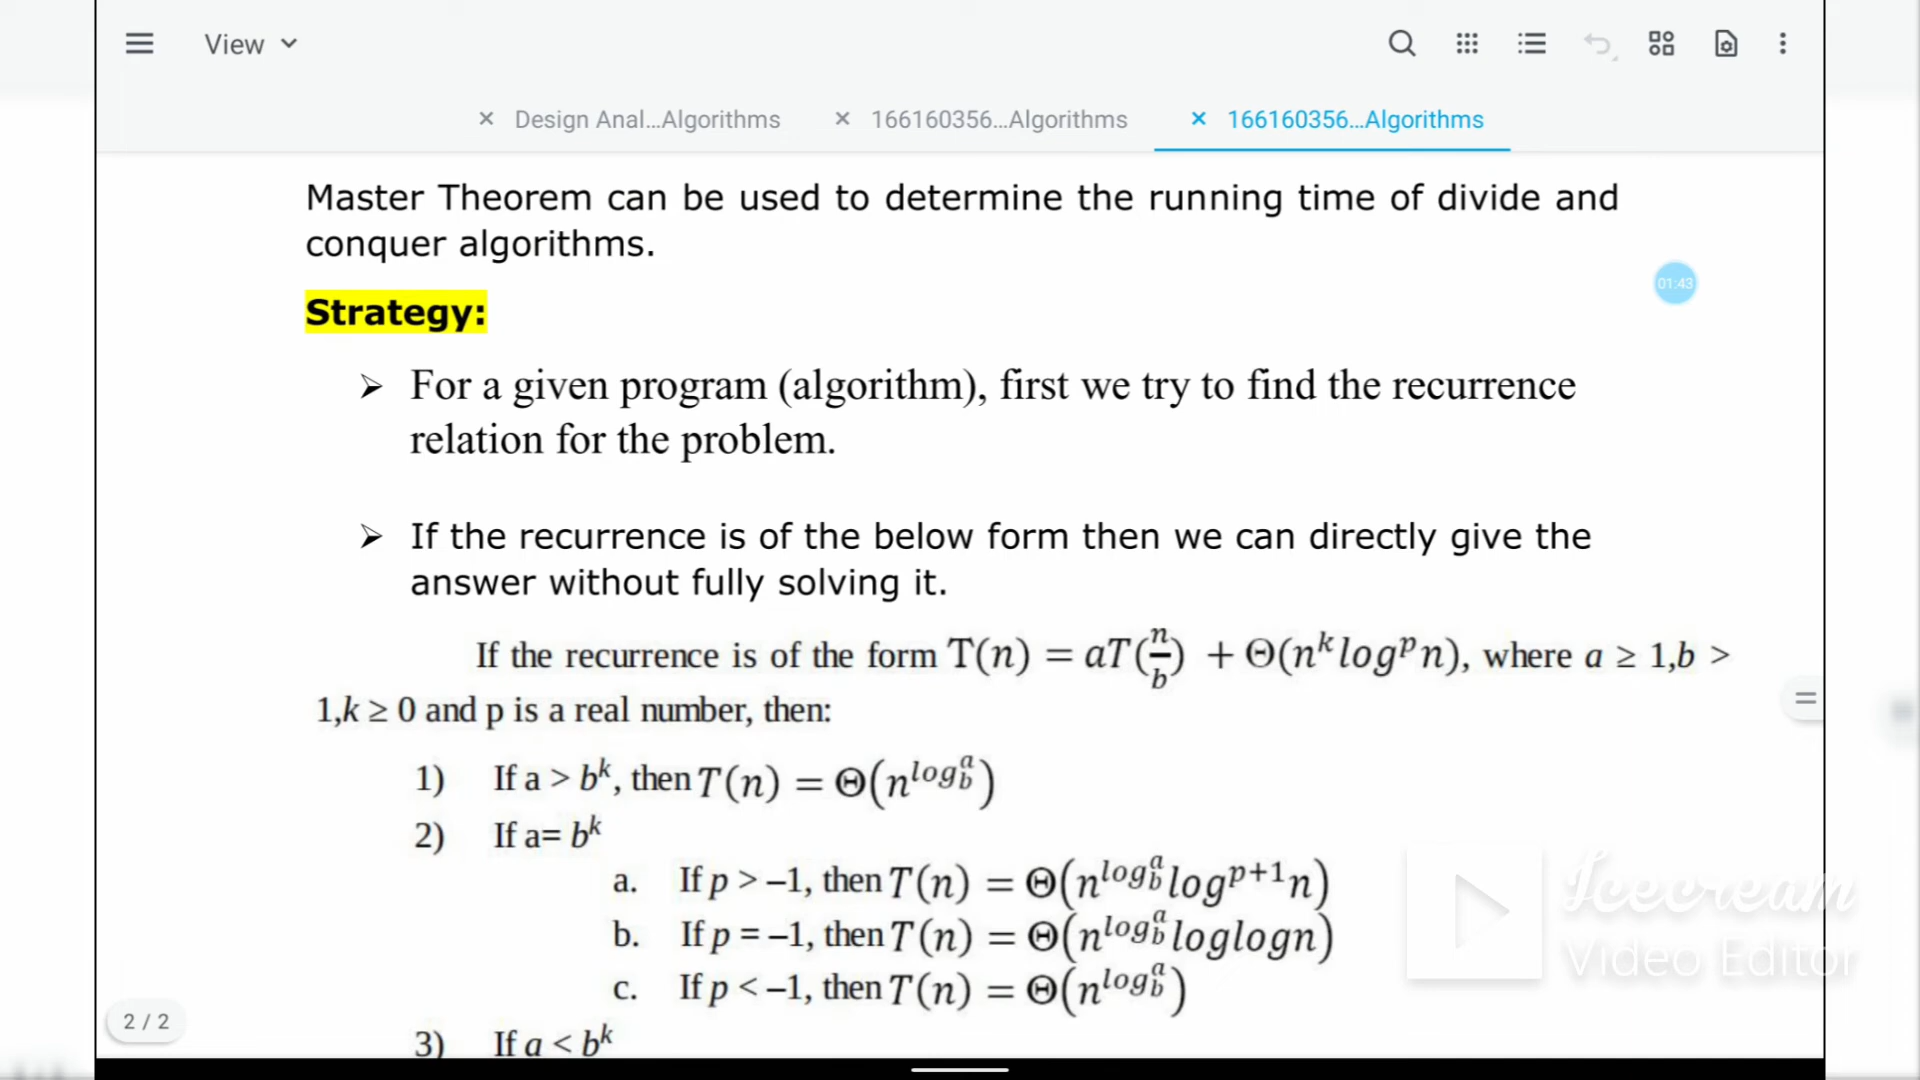 View
Design Anal...Algorithms
166160356...Algorithms
166160356...Algorithms
Master Theorem can be used to determine the running time of divide and
conquer algorithms.
01:43
Strategy:
➢ For a given program (algorithm), first we try to find the recurrence
relation for the problem.
➢ If the recurrence is of the below form then we can directly give the
answer without fully solving it.
If the recurrence is of the form T(n) = aT(n/b) + Θ(n^k log^p n), where a ≥ 1,b >
1,k ≥ 0 and p is a real number, then:
1) If a > b^k, then T(n) = Θ(n^{log_b^a})
2) If a= b^k
a. If p > –1, then T(n) = Θ(n^{log_b^a} log^{p+1} n)
b. If p = –1, then T(n) = Θ(n^{log_b^a} loglogn)
c. If p < –1, then T(n) = Θ(n^{log_b^a})
3) If a < b^k
Icecream
Video Editor
2 / 2